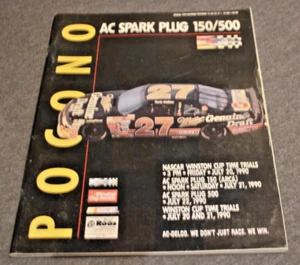 AC SPARK PLUG 150/500
POCONO
27
27
Miller Genuine
Draft
NASCAR WINSTON CUP TIME TRIALS
• 3 PM • FRIDAY • JULY 20, 1990
AC SPARK PLUG 150 (ARCA)
• NOON • SATURDAY • JULY 21, 1990
AC SPARK PLUG 500
• JULY 22, 1990
WINSTON CUP TIME TRIALS
• JULY 20 AND 21, 1990
AC-DELCO. WE DON'T JUST RACE. WE WIN.